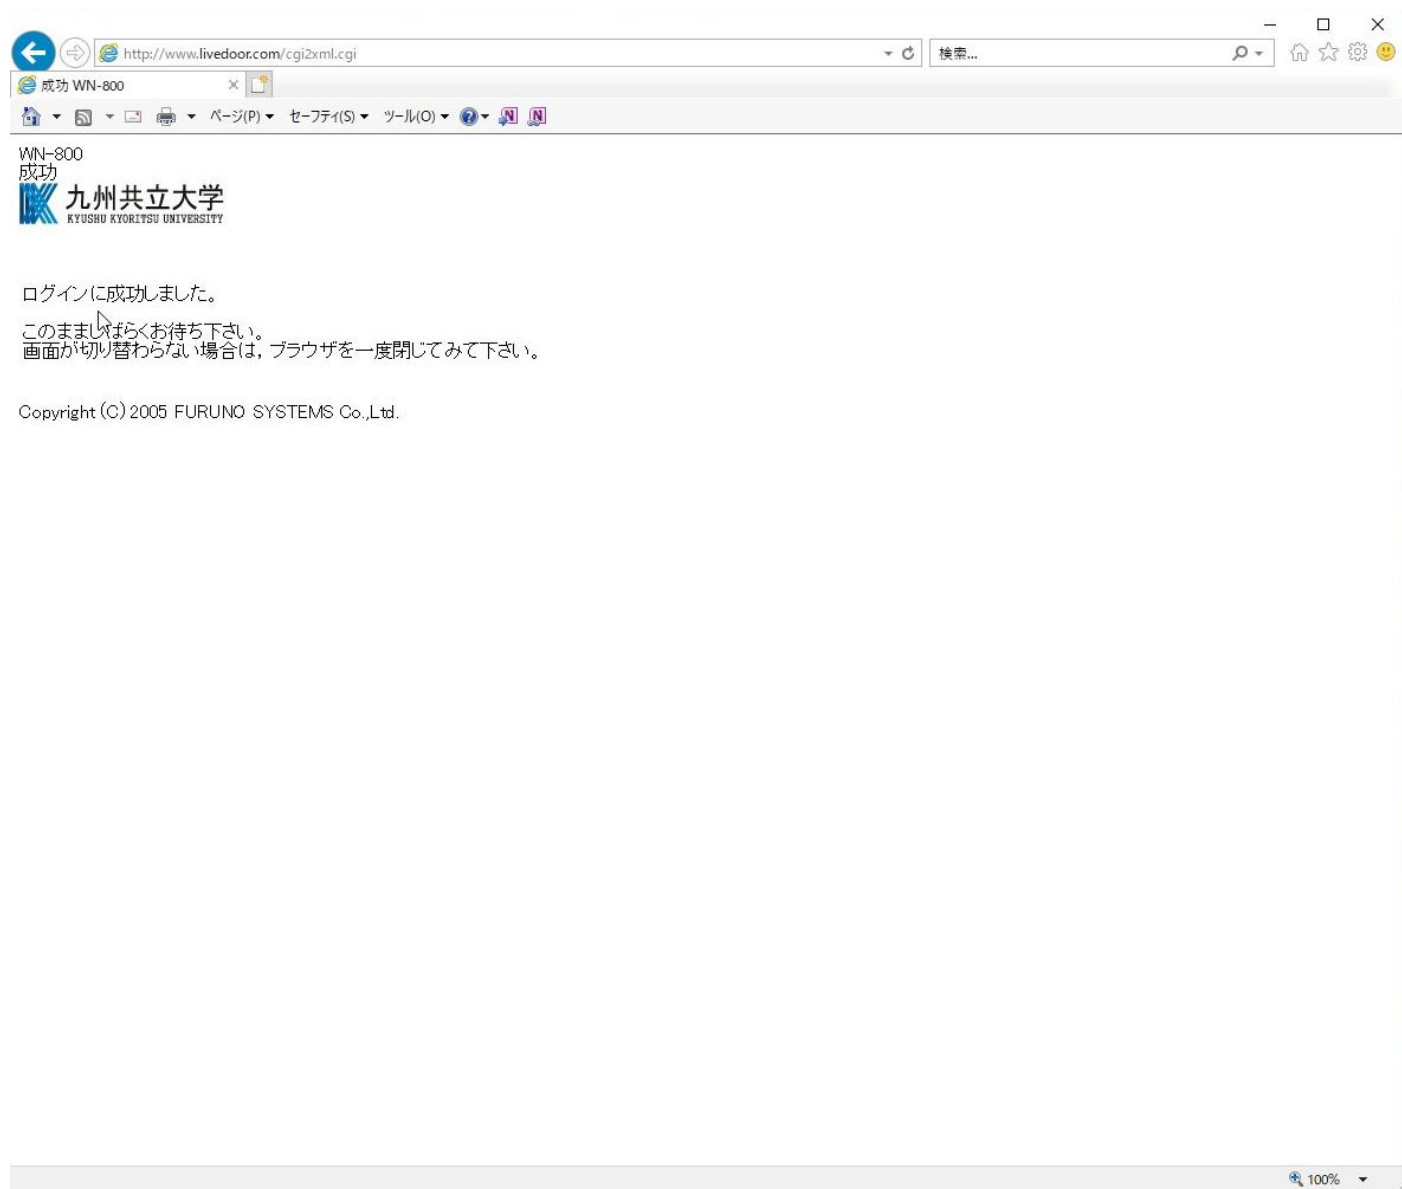 http://www.livedoor.com/cgi2xml.cgi
検索...
成功 WN-800
ページ(P) セーフティ(S) ツール(O)
WN-800
成功
九州共立大学
KYUSHU KYORITSU UNIVERSITY
ログインに成功しました。
このまましばらくお待ち下さい。
画面が切り替わらない場合は，ブラウザを一度閉じてみて下さい。
Copyright (C) 2005 FURUNO SYSTEMS Co.,Ltd.
100%